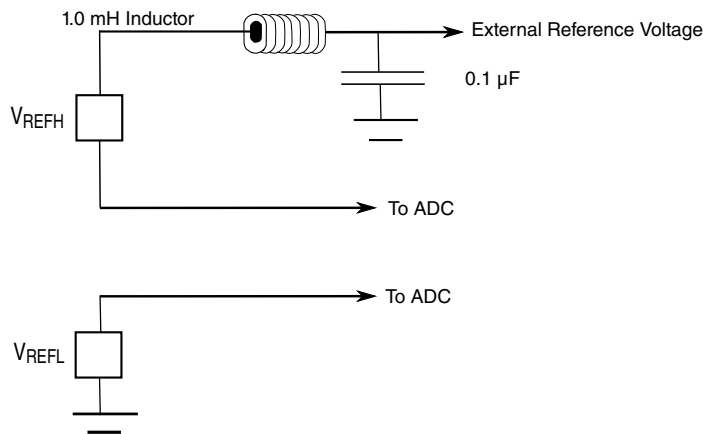 1.0 mH Inductor
External Reference Voltage
0.1 µF
VREFH
To ADC
To ADC
VREFL